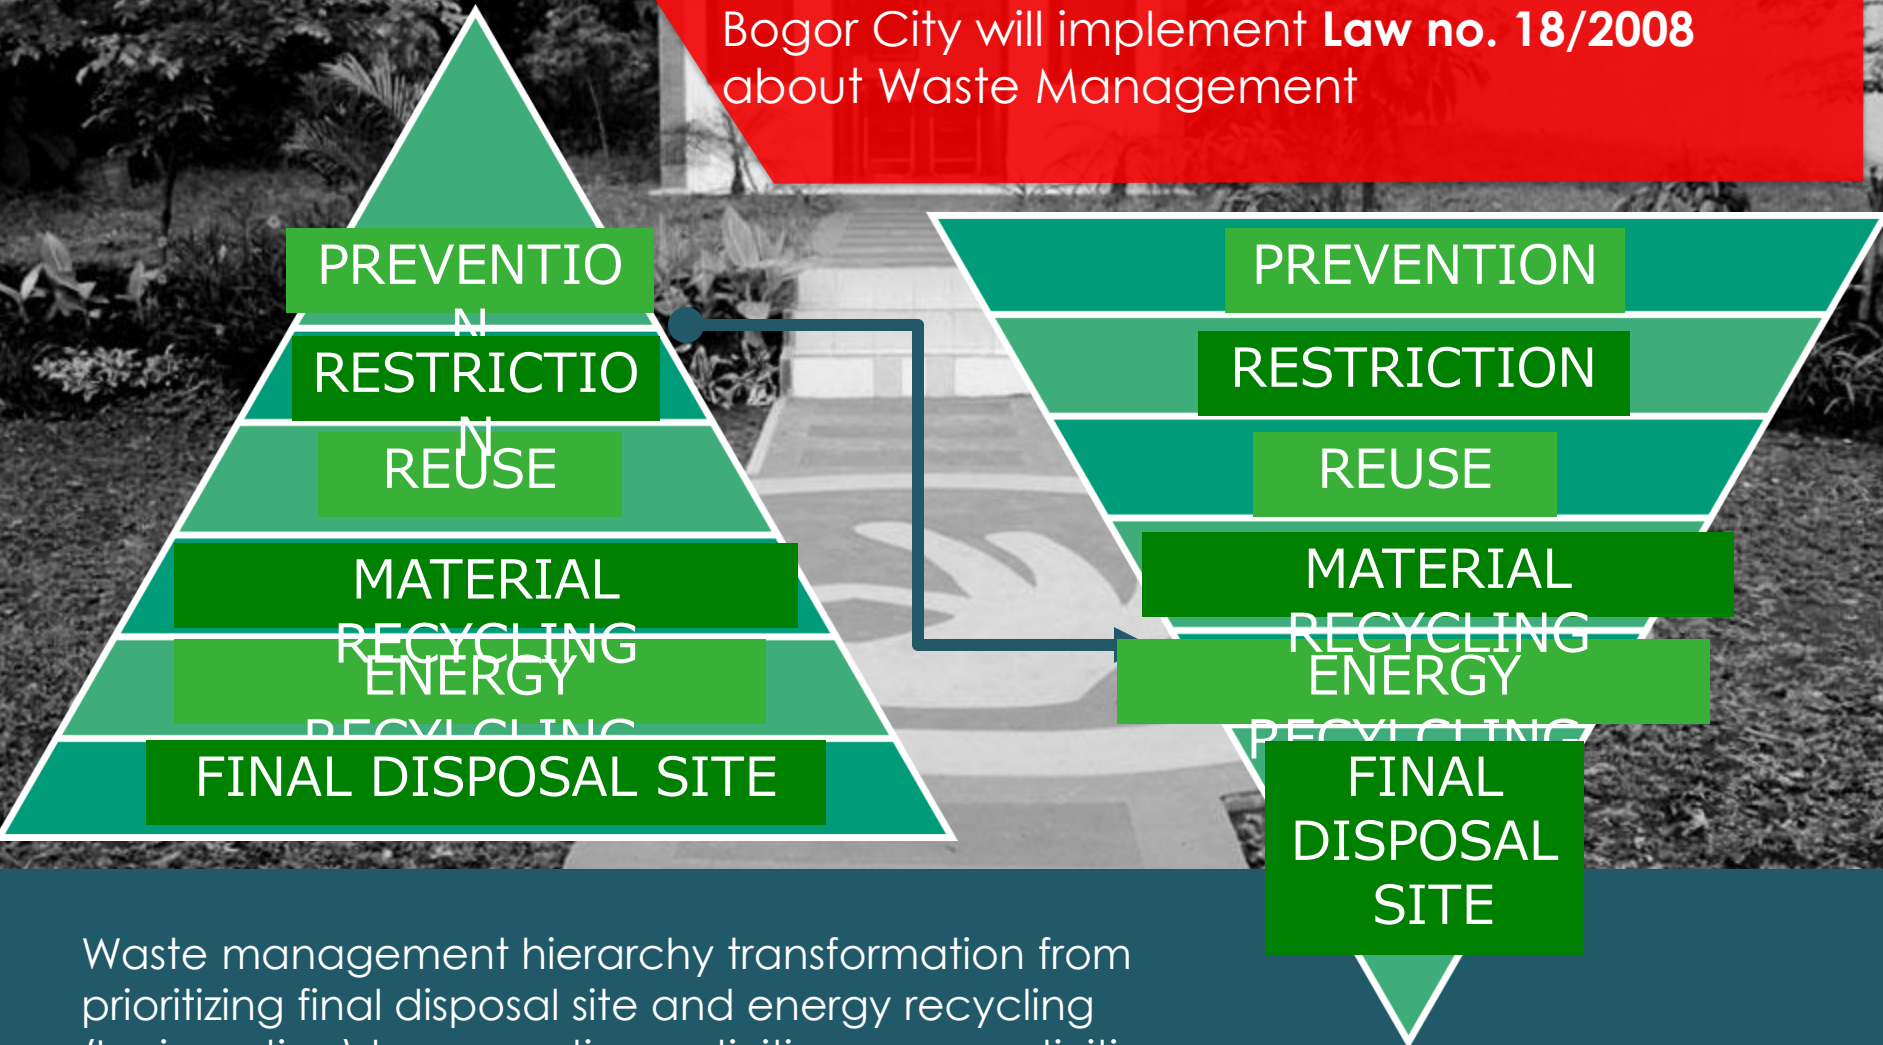 Bogor City will implement Law no. 18/2008
about Waste Management
PREVENTIO
N
RESTRICTIO
N
REUSE
MATERIAL
RECYCLING
ENERGY
RECYLCLING
FINAL DISPOSAL SITE
PREVENTION
RESTRICTION
REUSE
MATERIAL
RECYCLING
ENERGY
RECYLCLING
FINAL
DISPOSAL
SITE
Waste management hierarchy transformation from
prioritizing final disposal site and energy recycling